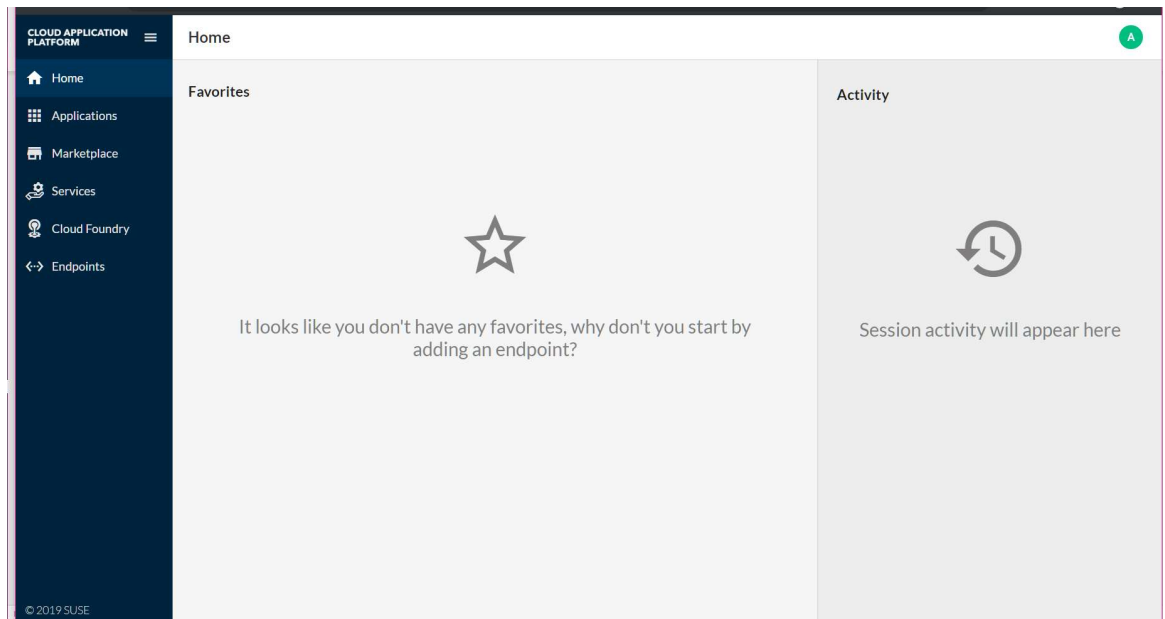 CLOUD APPLICATION
PLATFORM
Home
A
Home
Applications
Marketplace
Services
Cloud Foundry
Endpoints
© 2019 SUSE
Favorites
It looks like you don't have any favorites, why don't you start by
adding an endpoint?
Activity
Session activity will appear here